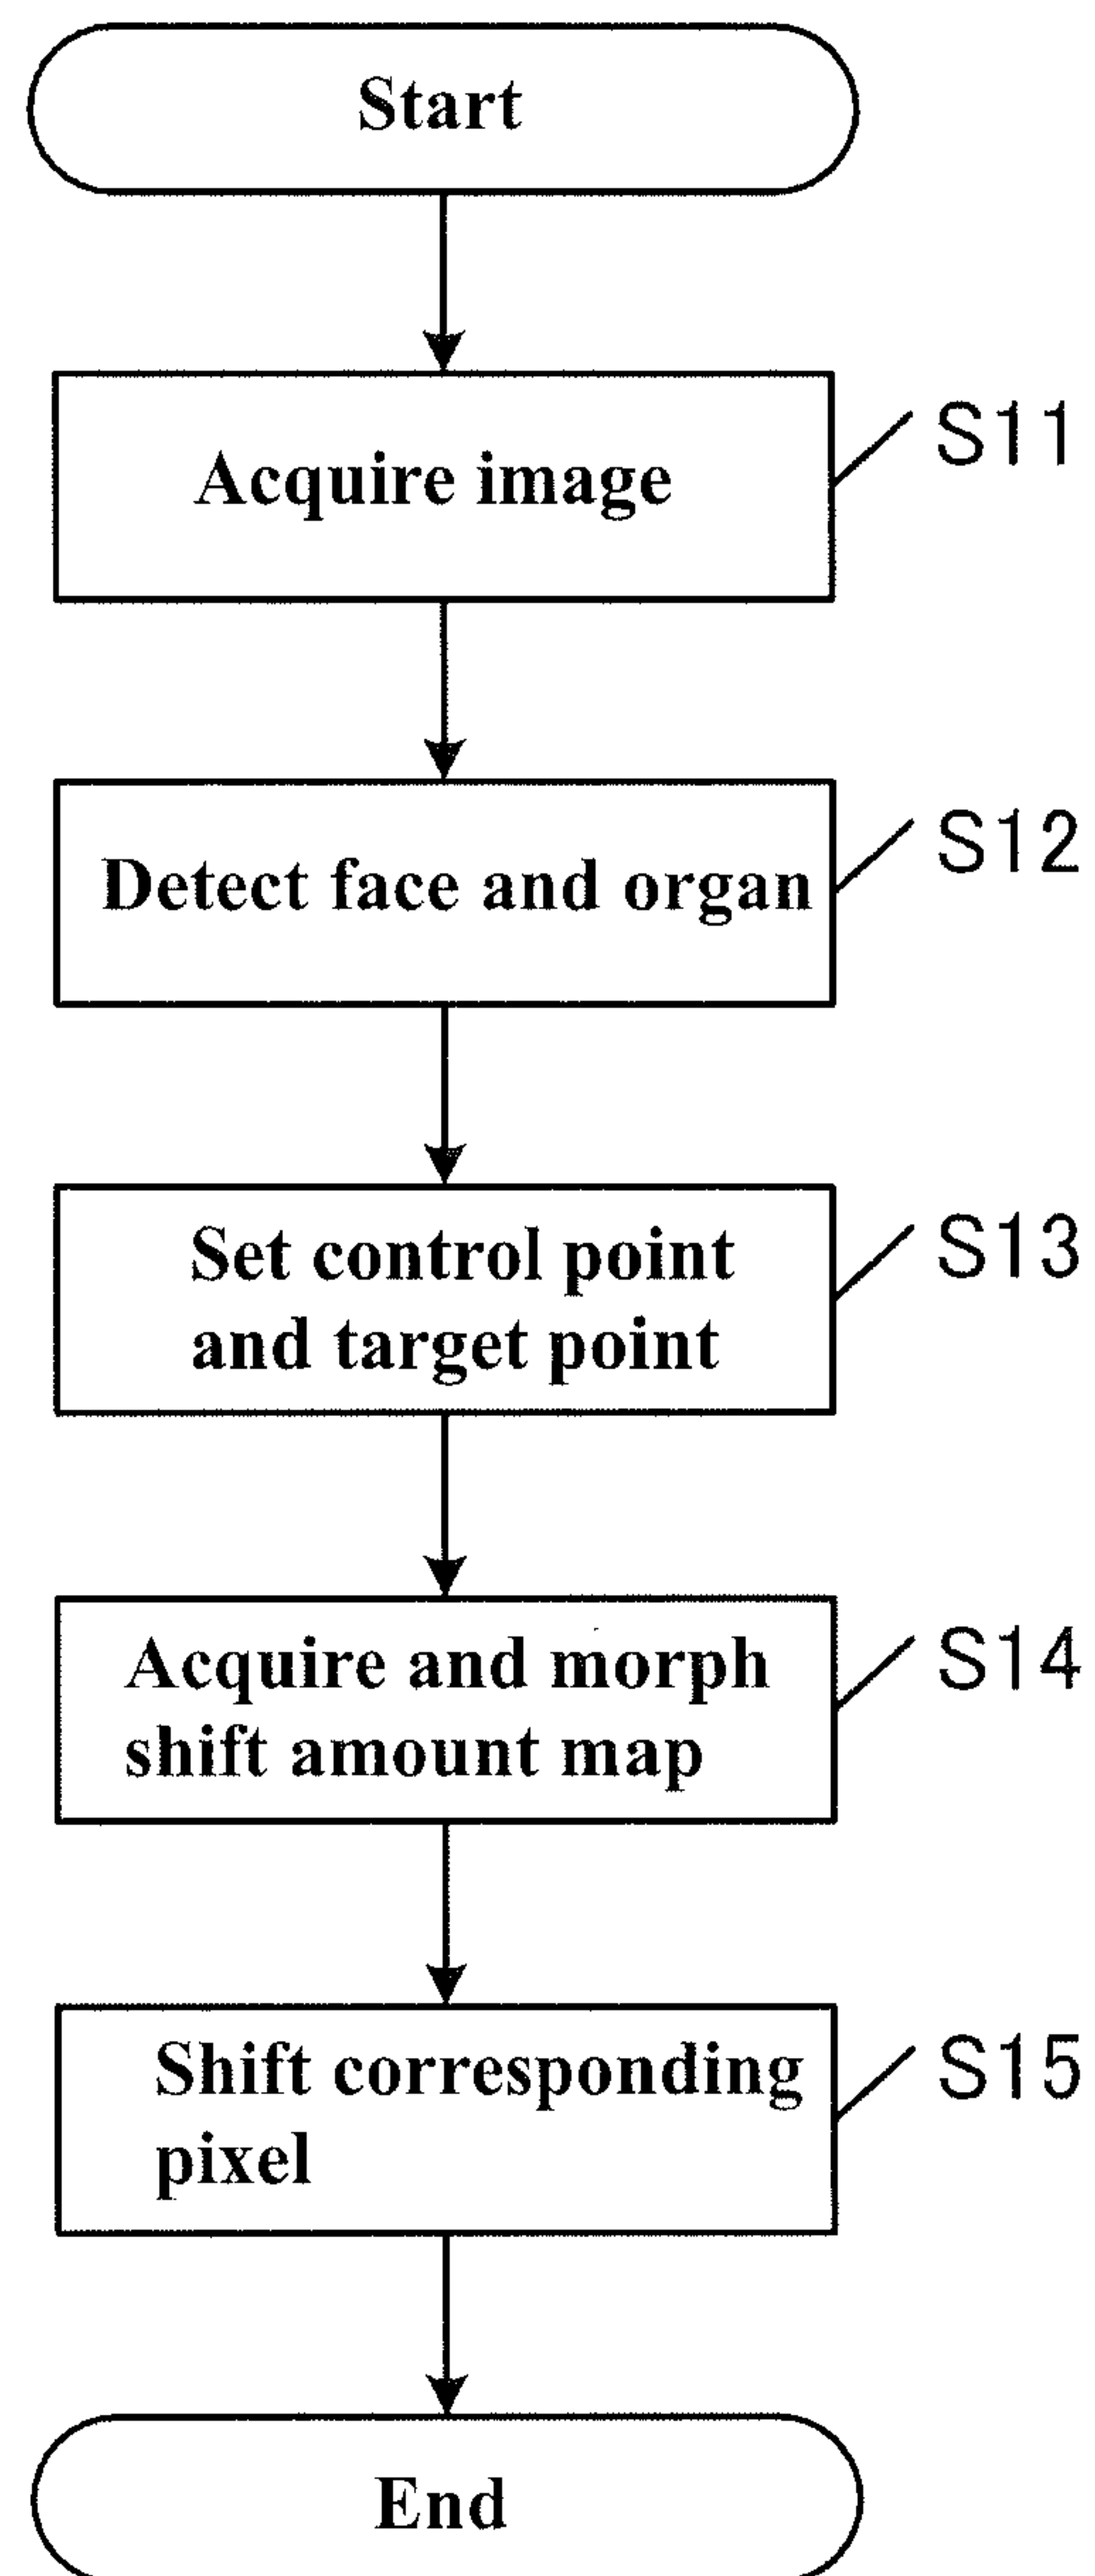 Start
Acquire image
S11
Detect face and organ
S12
Set control point
and target point
S13
Acquire and morph
shift amount map
S14
Shift corresponding
pixel
S15
End